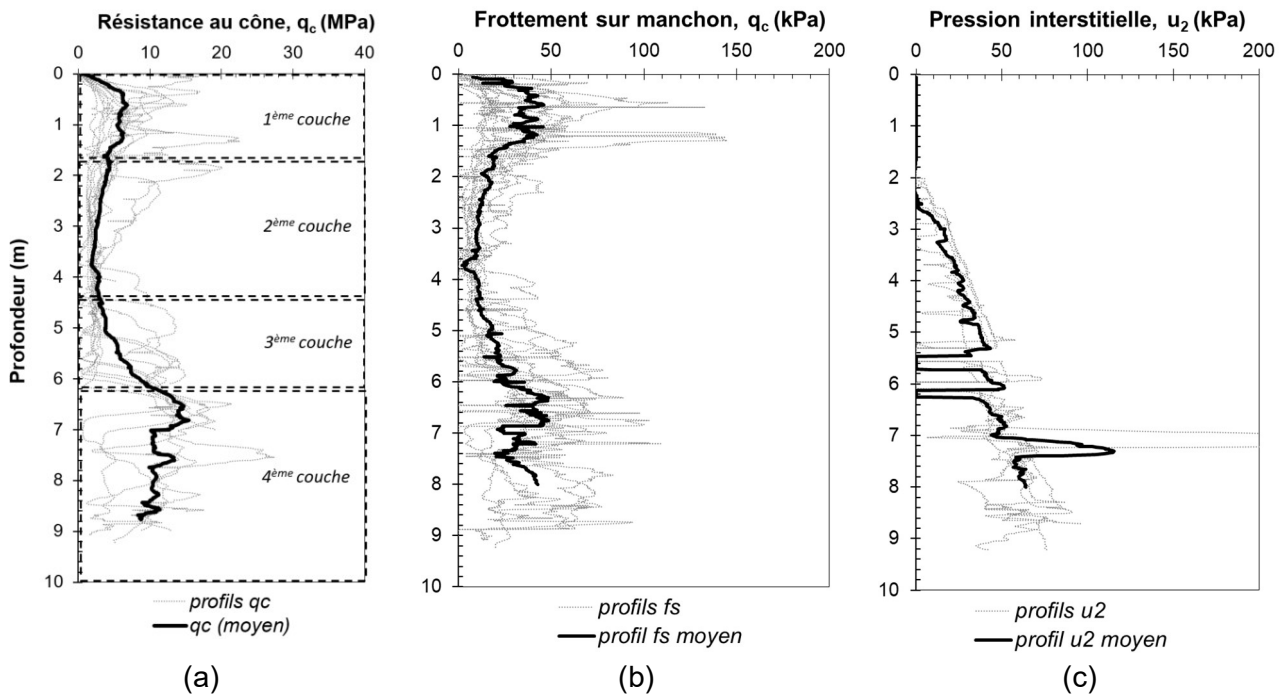 Résistance au cône, qc (MPa)
0 10 20 30 40
0
1
2
3
4
5
6
7
8
9
10
Profondeur (m)
1ème couche
2ème couche
3ème couche
4ème couche
profils qc
qc (moyen)
(a)
Frottement sur manchon, qc (kPa)
0 50 100 150 200
0
1
2
3
4
5
6
7
8
9
10
profils fs
profil fs moyen
(b)
Pression interstitielle, u2 (kPa)
0 50 100 150 200
0
1
2
3
4
5
6
7
8
9
10
profils u2
profil u2 moyen
(c)